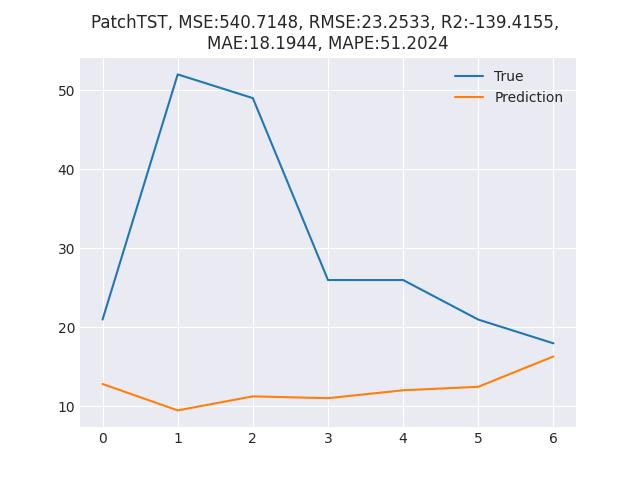 PatchTST, MSE:540.7148, RMSE:23.2533, R2:-139.4155,
MAE:18.1944, MAPE:51.2024
True
Prediction
50
40
30
20
10
0 1 2 3 4 5 6